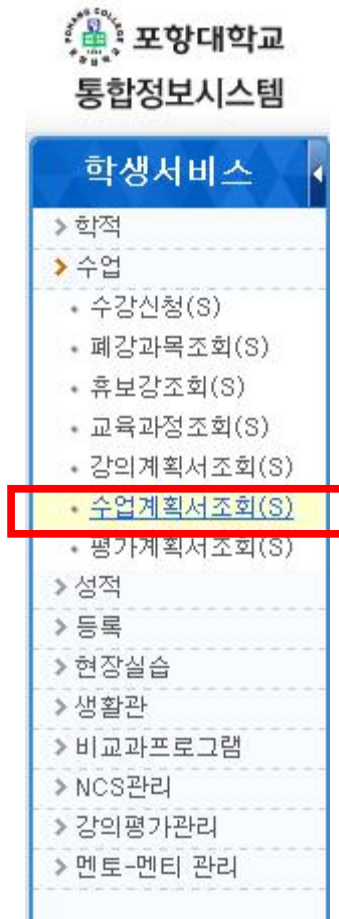 포항대학교
통합정보시스템
학생서비스
학적
수업
수강신청(S)
폐강과목조회(S)
휴보강조회(S)
교육과정조회(S)
강의계획서조회(S)
수업계획서조회(S)
평가계획서조회(S)
성적
등록
현장실습
생활관
비교과프로그램
NCS관리
강의평가관리
멘토-멘티 관리